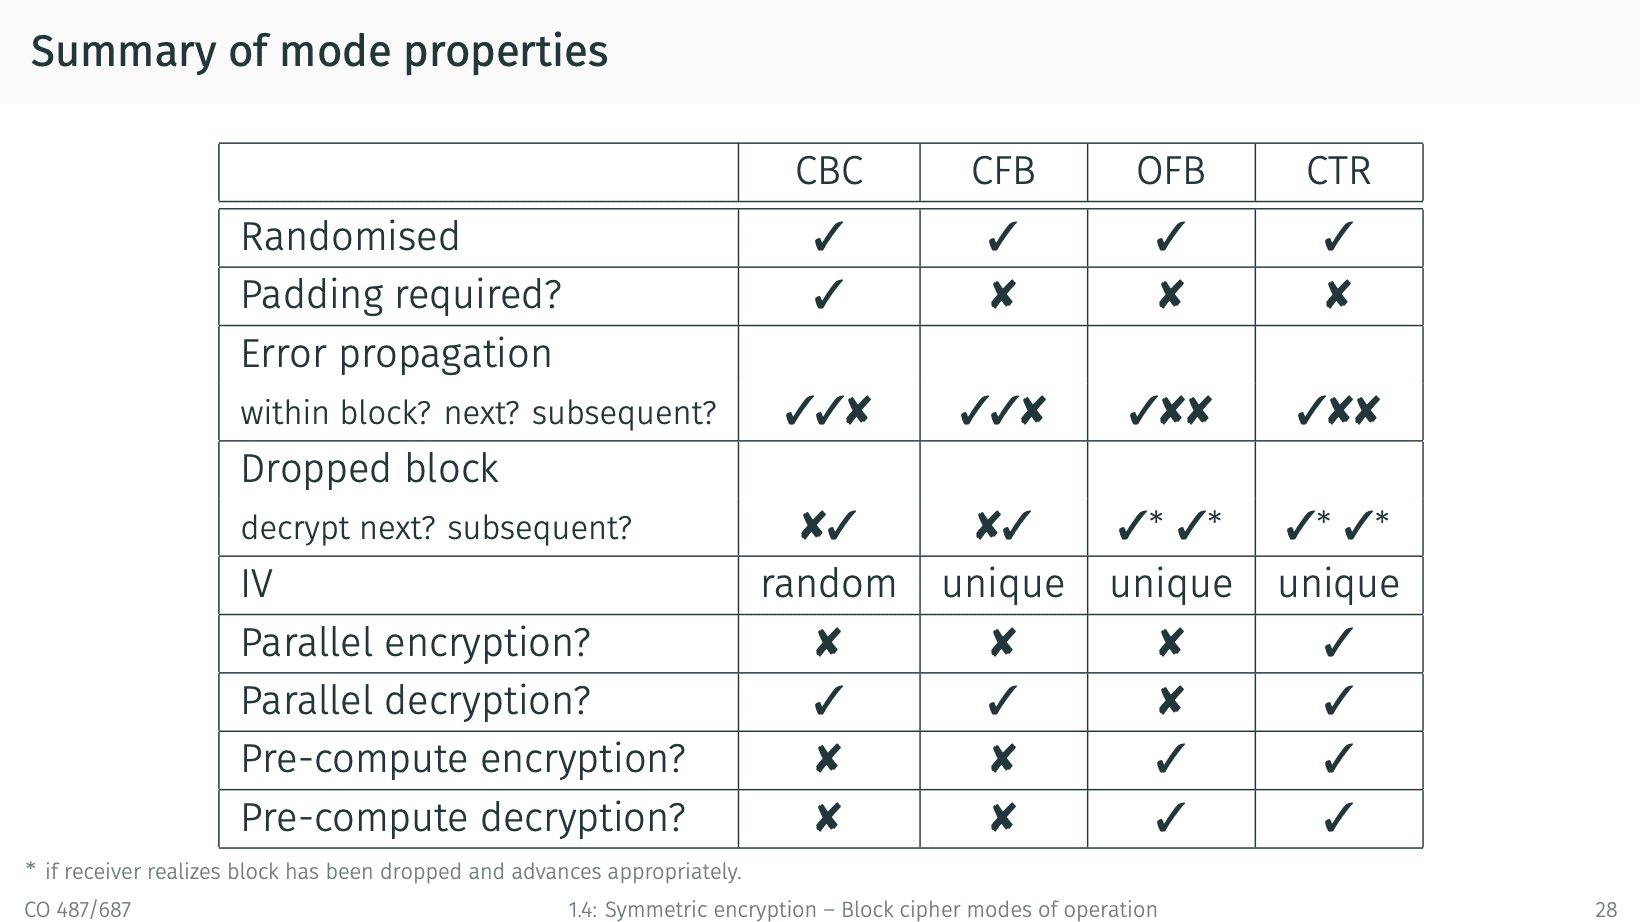 Summary of mode properties
CBC CFB OFB CTR
Randomised ✓ ✓ ✓ ✓
Padding required? ✓ ✘ ✘ ✘
Error propagation
within block? next? subsequent? ✓✓✘ ✓✓✘ ✓✘✘ ✓✘✘
Dropped block
decrypt next? subsequent? ✘✓ ✘✓ ✓* ✓* ✓* ✓*
IV random unique unique unique
Parallel encryption? ✘ ✘ ✘ ✓
Parallel decryption? ✓ ✓ ✘ ✓
Pre-compute encryption? ✘ ✘ ✓ ✓
Pre-compute decryption? ✘ ✘ ✓ ✓
* if receiver realizes block has been dropped and advances appropriately.
CO 487/687 1.4: Symmetric encryption – Block cipher modes of operation 28